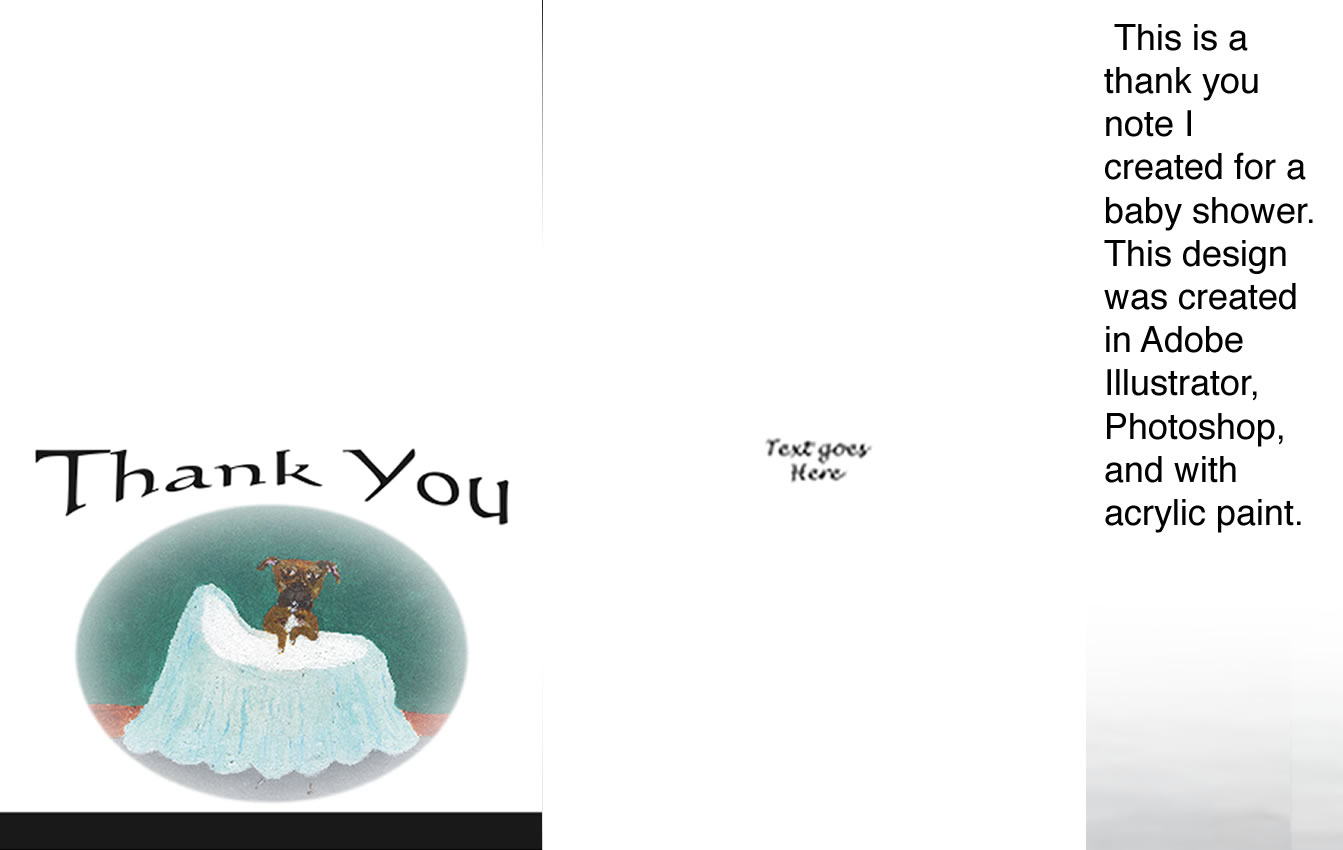 Thank You
Text goes
Here
This is a
thank you
note I
created for a
baby shower.
This design
was created
in Adobe
Illustrator,
Photoshop,
and with
acrylic paint.